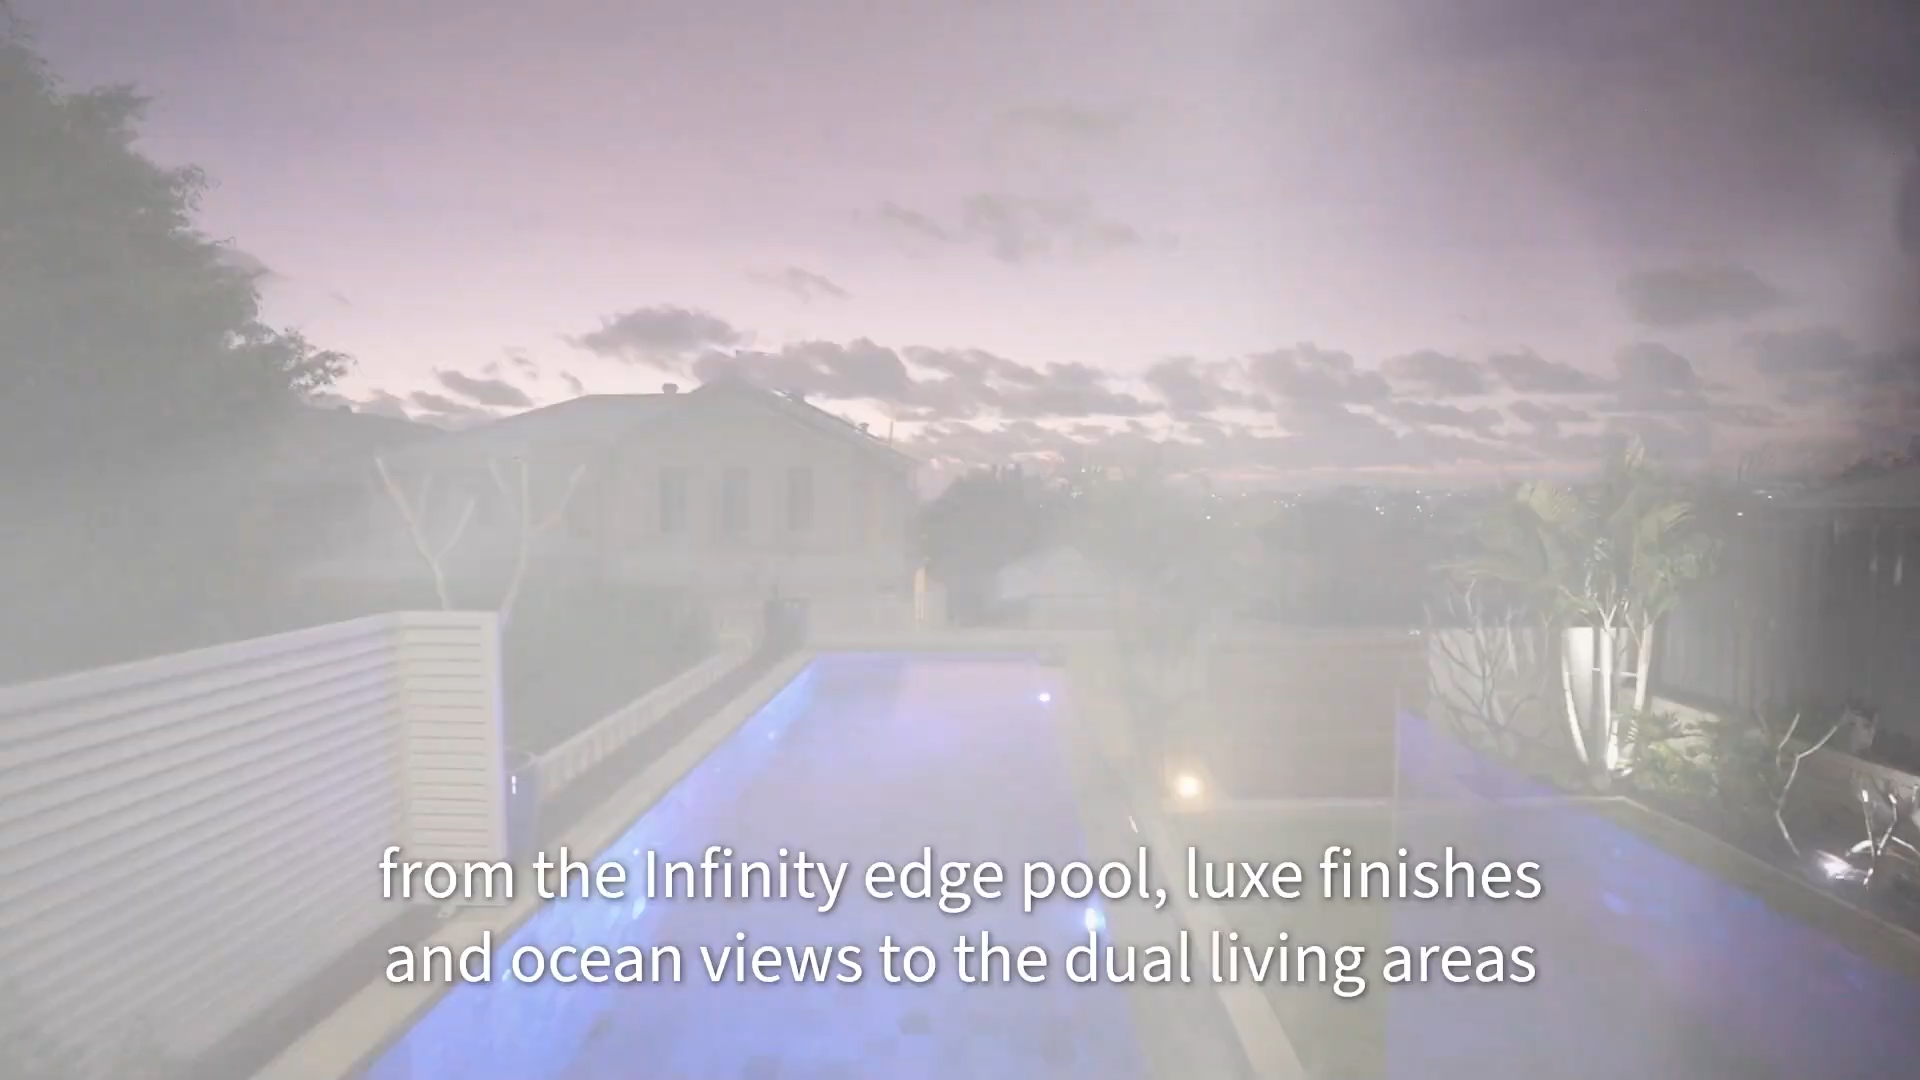 from the Infinity edge pool, luxe finishes
and ocean views to the dual living areas